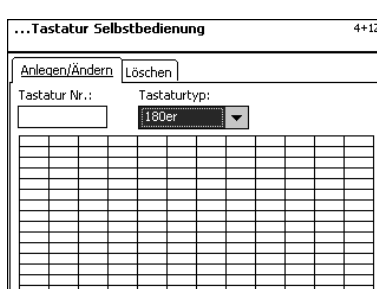 ...Tastatur Selbstbedienung 4+12
Anlegen/Ändern Löschen
Tastatur Nr.: Tastaturtyp:
180er